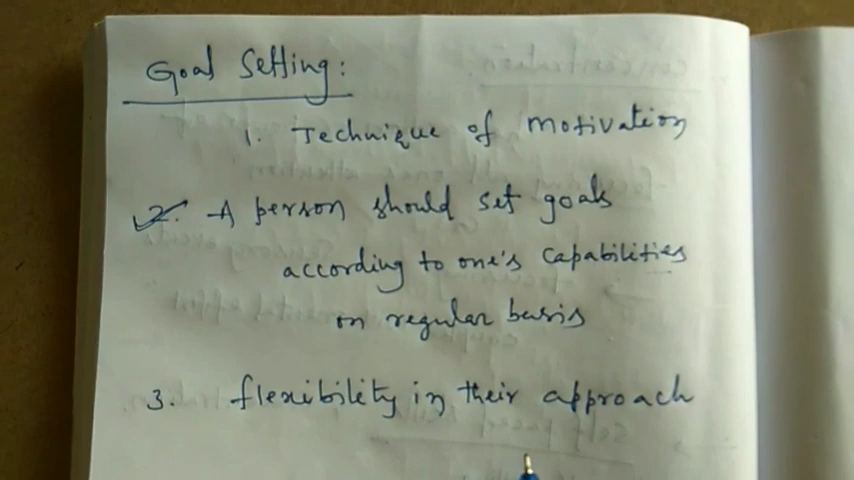 Goal Setting:
1. Technique of motivation
2. A person should set goals
according to one's capabilities
on regular basis
3. flexibility in their approach